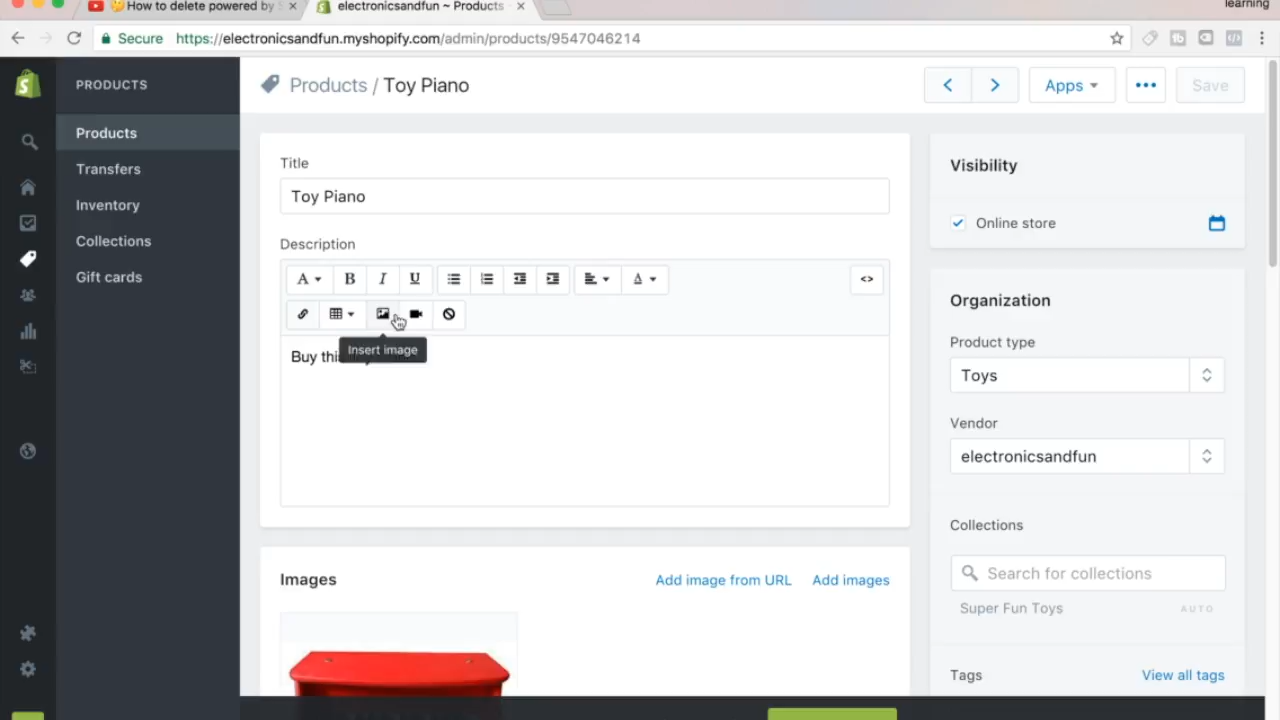 How to delete powered by S
electronicsandfun ~ Products
learning
Secure https://electronicsandfun.myshopify.com/admin/products/9547046214
PRODUCTS
Products
Transfers
Inventory
Collections
Gift cards
Products / Toy Piano
Apps
Save
Title
Toy Piano
Description
A
B
I
U
A
<>
Insert image
Buy thi
Images
Add image from URL
Add images
Visibility
Online store
Organization
Product type
Toys
Vendor
electronicsandfun
Collections
Search for collections
Super Fun Toys
AUTO
Tags
View all tags